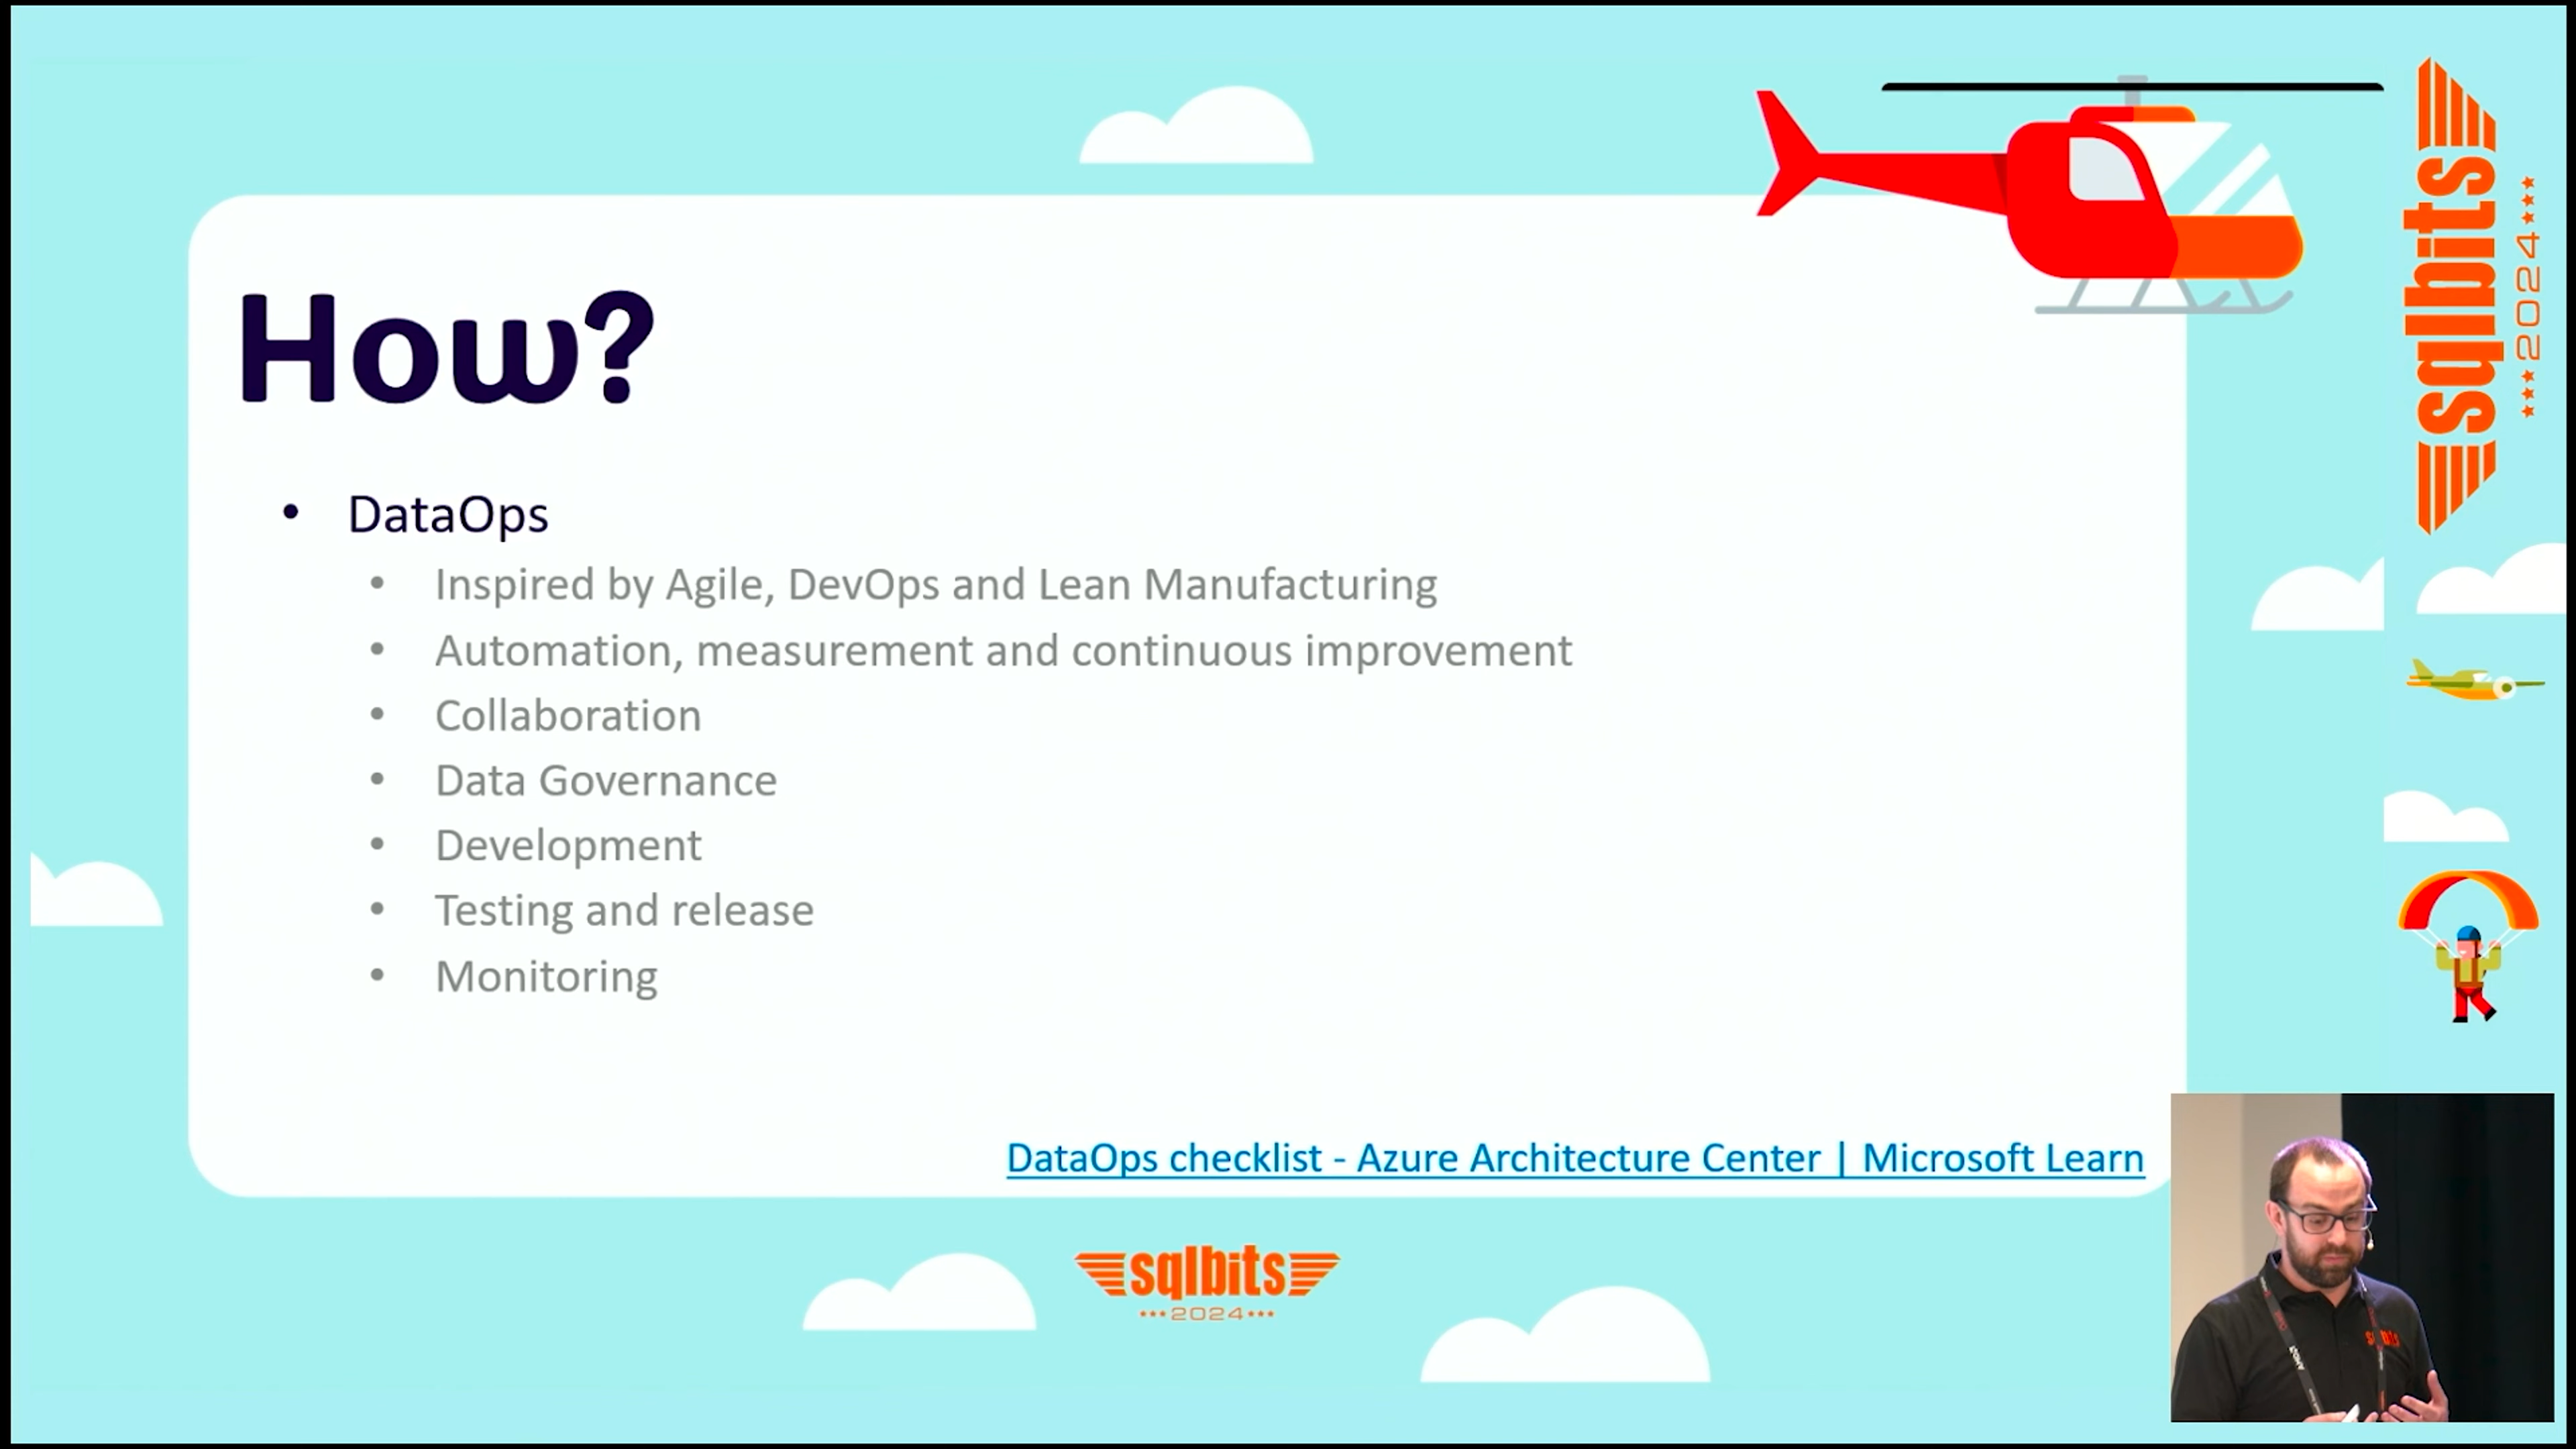 How?
DataOps
Inspired by Agile, DevOps and Lean Manufacturing
Automation, measurement and continuous improvement
Collaboration
Data Governance
Development
Testing and release
Monitoring
DataOps checklist - Azure Architecture Center | Microsoft Learn
sqlbits
2024
sqlbits
2024